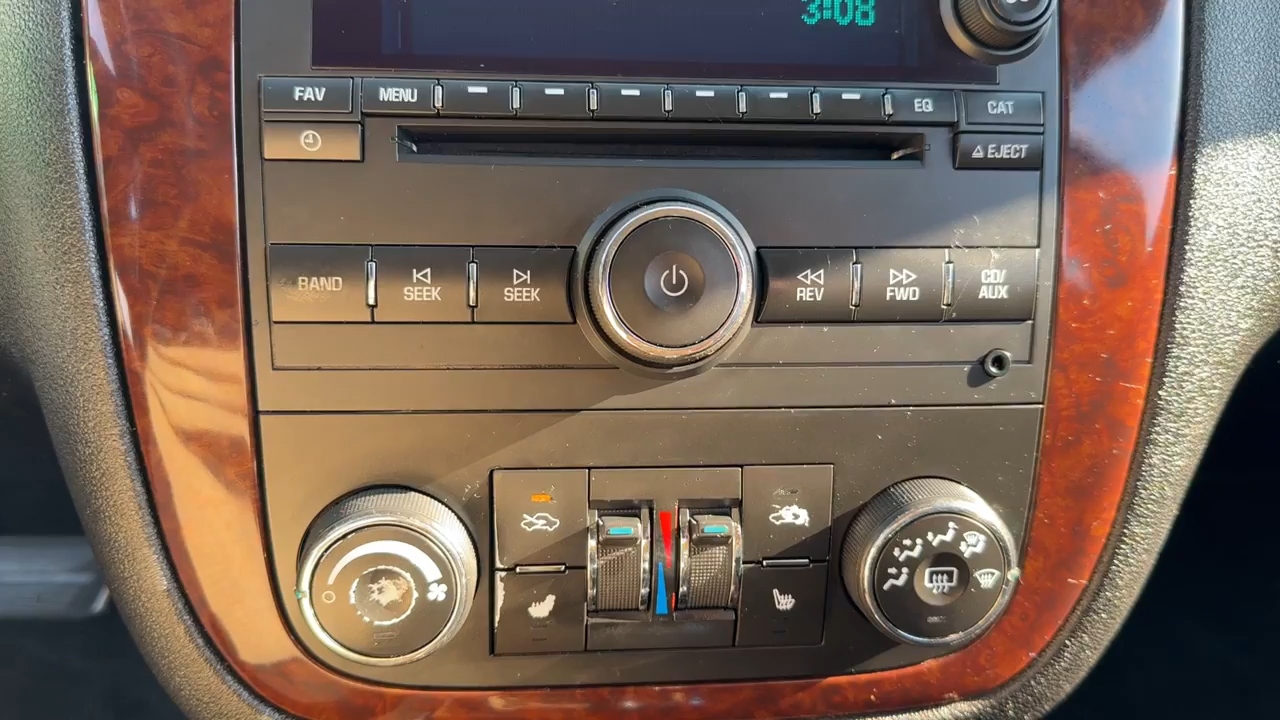 3:08
FAV
MENU
EQ
CAT
EJECT
BAND
SEEK
SEEK
REV
FWD
CD/
AUX